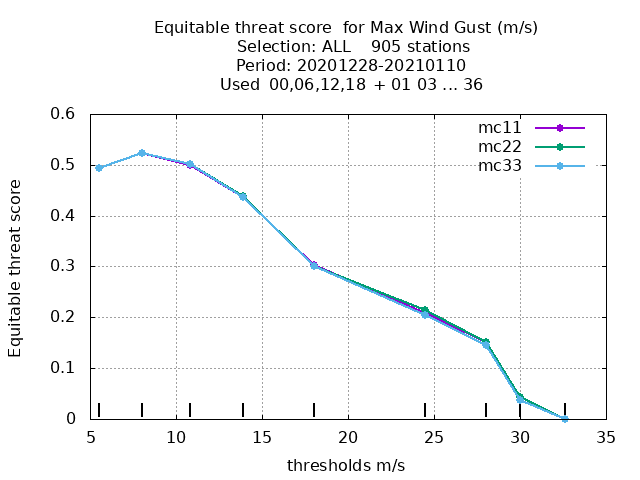 Equitable threat score  for Max Wind Gust (m/s)
Selection: ALL    905 stations
Period: 20201228-20210110
Used  00,06,12,18  + 01 03 ... 36
mc11
mc22
mc33
0.6
0.5
0.4
0.3
0.2
0.1
0
Equitable threat score
5
10
15
20
25
30
35
thresholds m/s